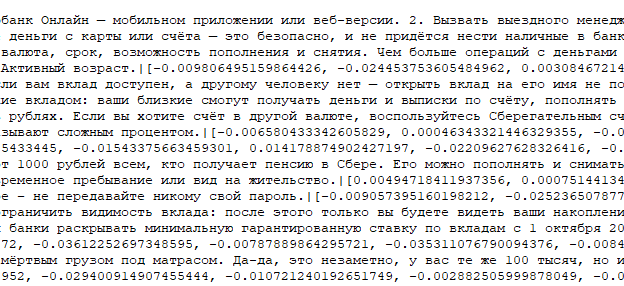 банк Онлайн — мобильном приложении или веб-версии. 2. Вызвать выездного менедж
деньги с карты или счёта — это безопасно, и не придётся нести наличные в банк
валюта, срок, возможность пополнения и снятия. Чем больше операций с деньгами
Активный возраст.|[-0.009806495159864426, -0.024453753605484962, 0.00308467214
ли вам вклад доступен, а другому человеку нет — открыть вклад на его имя не по
ие вкладом: ваши близкие смогут получать деньги и выписки по счёту, пополнять
рублях. Если вы хотите счёт в другой валюте, воспользуйтесь Сберегательным сч
азывают сложным процентом.|[-0.006580433342605829, 0.00046343321446329355, -0.0
5433445, -0.01543375663459301, 0.014178874902427197, -0.02209627628326416, -0.
от 1000 рублей всем, кто получает пенсию в Сбере. Его можно пополнять и снимать
временное пребывание или вид на жительство.|[0.00494718411937356, 0.00075144134
ре – не передавайте никому свой пароль.|[-0.009057395160198212, -0.025236507877
ограничить видимость вклада: после этого только вы будете видеть ваши накоплени
банки раскрывать минимальную гарантированную ставку по вкладам с 1 октября 20
72, -0.03612252697348595, -0.00787889864295721, -0.035311076790094376, -0.0084
мёртвым грузом под матрасом. Да-да, это незаметно, у вас те же 100 тысяч, но и
952, -0.029400914907455444, -0.010721240192651749, -0.002882505999878049, -0.0